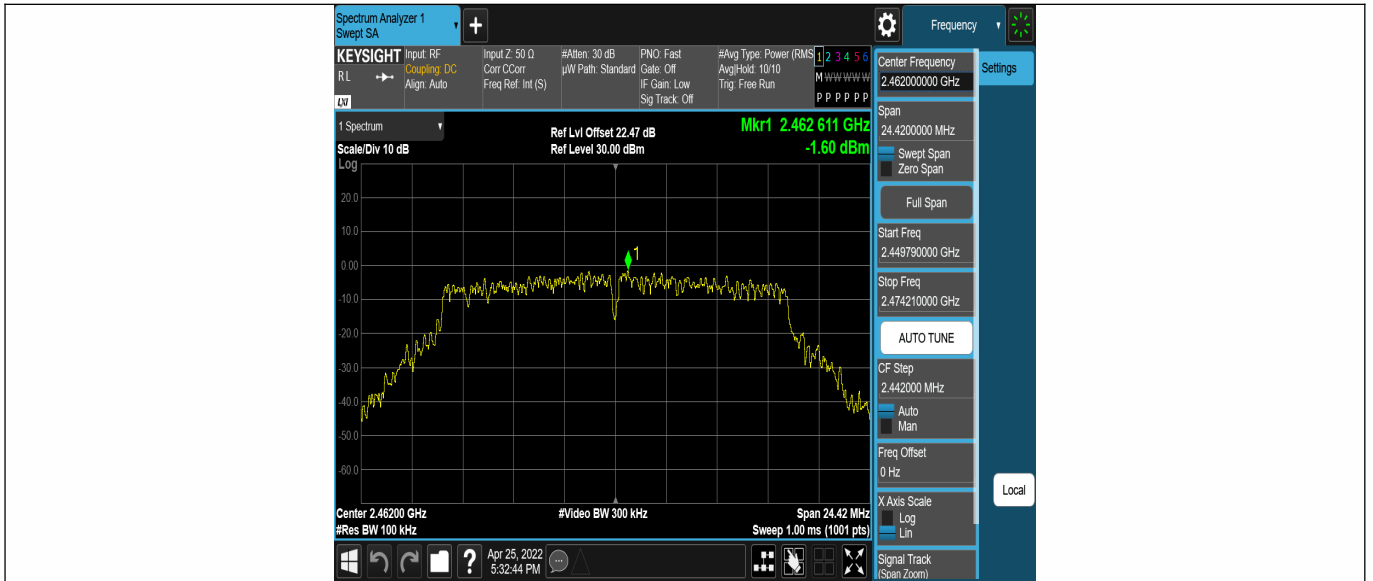 Spectrum Analyzer 1
Swept SA
+
Frequency
KEYSIGHT
R L
LXI
Input: RF
Coupling: DC
Align: Auto
Input Z: 50 Ω
Corr CCorr
Freq Ref: Int (S)
#Atten: 30 dB
µW Path: Standard
PNO: Fast
Gate: Off
IF Gain: Low
Sig Track: Off
#Avg Type: Power (RMS
Avg|Hold: 10/10
Trig: Free Run
1 2 3 4 5 6
M W W W W W
P P P P P P
1 Spectrum
Scale/Div 10 dB
Log
Ref Lvl Offset 22.47 dB
Ref Level 30.00 dBm
Mkr1 2.462 611 GHz
-1.60 dBm
20.0
10.0
0.00
-10.0
-20.0
-30.0
-40.0
-50.0
-60.0
1
Center 2.46200 GHz
#Res BW 100 kHz
#Video BW 300 kHz
Span 24.42 MHz
Sweep 1.00 ms (1001 pts)
?
Apr 25, 2022
5:32:44 PM
Center Frequency
2.462000000 GHz
Settings
Span
24.4200000 MHz
Swept Span
Zero Span
Full Span
Start Freq
2.449790000 GHz
Stop Freq
2.474210000 GHz
AUTO TUNE
CF Step
2.442000 MHz
Auto
Man
Freq Offset
0 Hz
X Axis Scale
Log
Lin
Local
Signal Track
(Span Zoom)